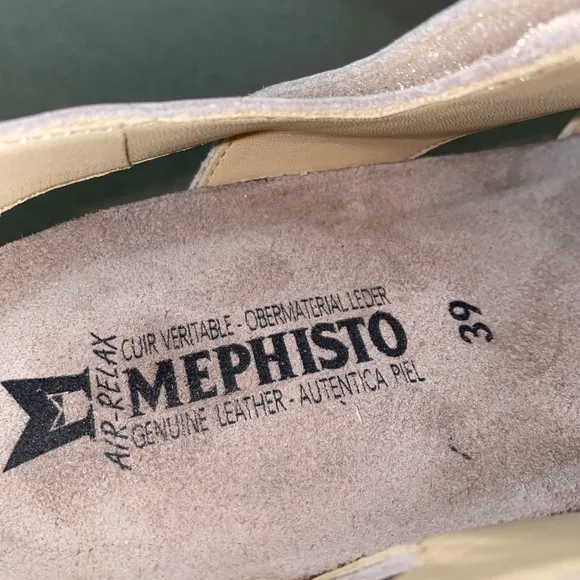 AIR-RELAX
CUIR VERITABLE - OBERMATERIAL LEDER
MEPHISTO
GENUINE LEATHER - AUTENTICA PIEL
39